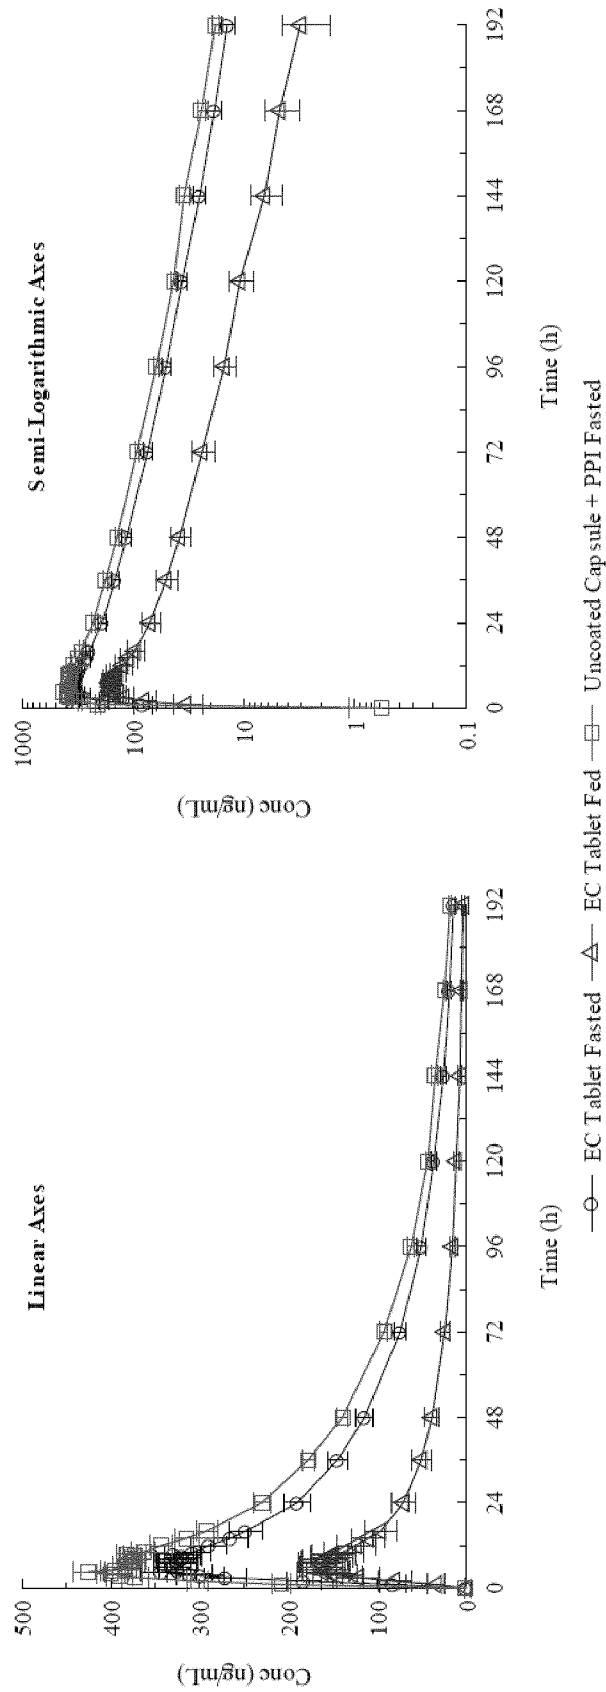 Linear Axes
500
400
300
200
100
0
Conc (ng/mL)
0 24 48 72 96 120 144 168 192
Time (h)
Semi-Logarithmic Axes
1000
100
10
1
0.1
Conc (ng/mL)
0 24 48 72 96 120 144 168 192
Time (h)
EC Tablet Fasted EC Tablet Fed Uncoated Capsule + PPI Fasted